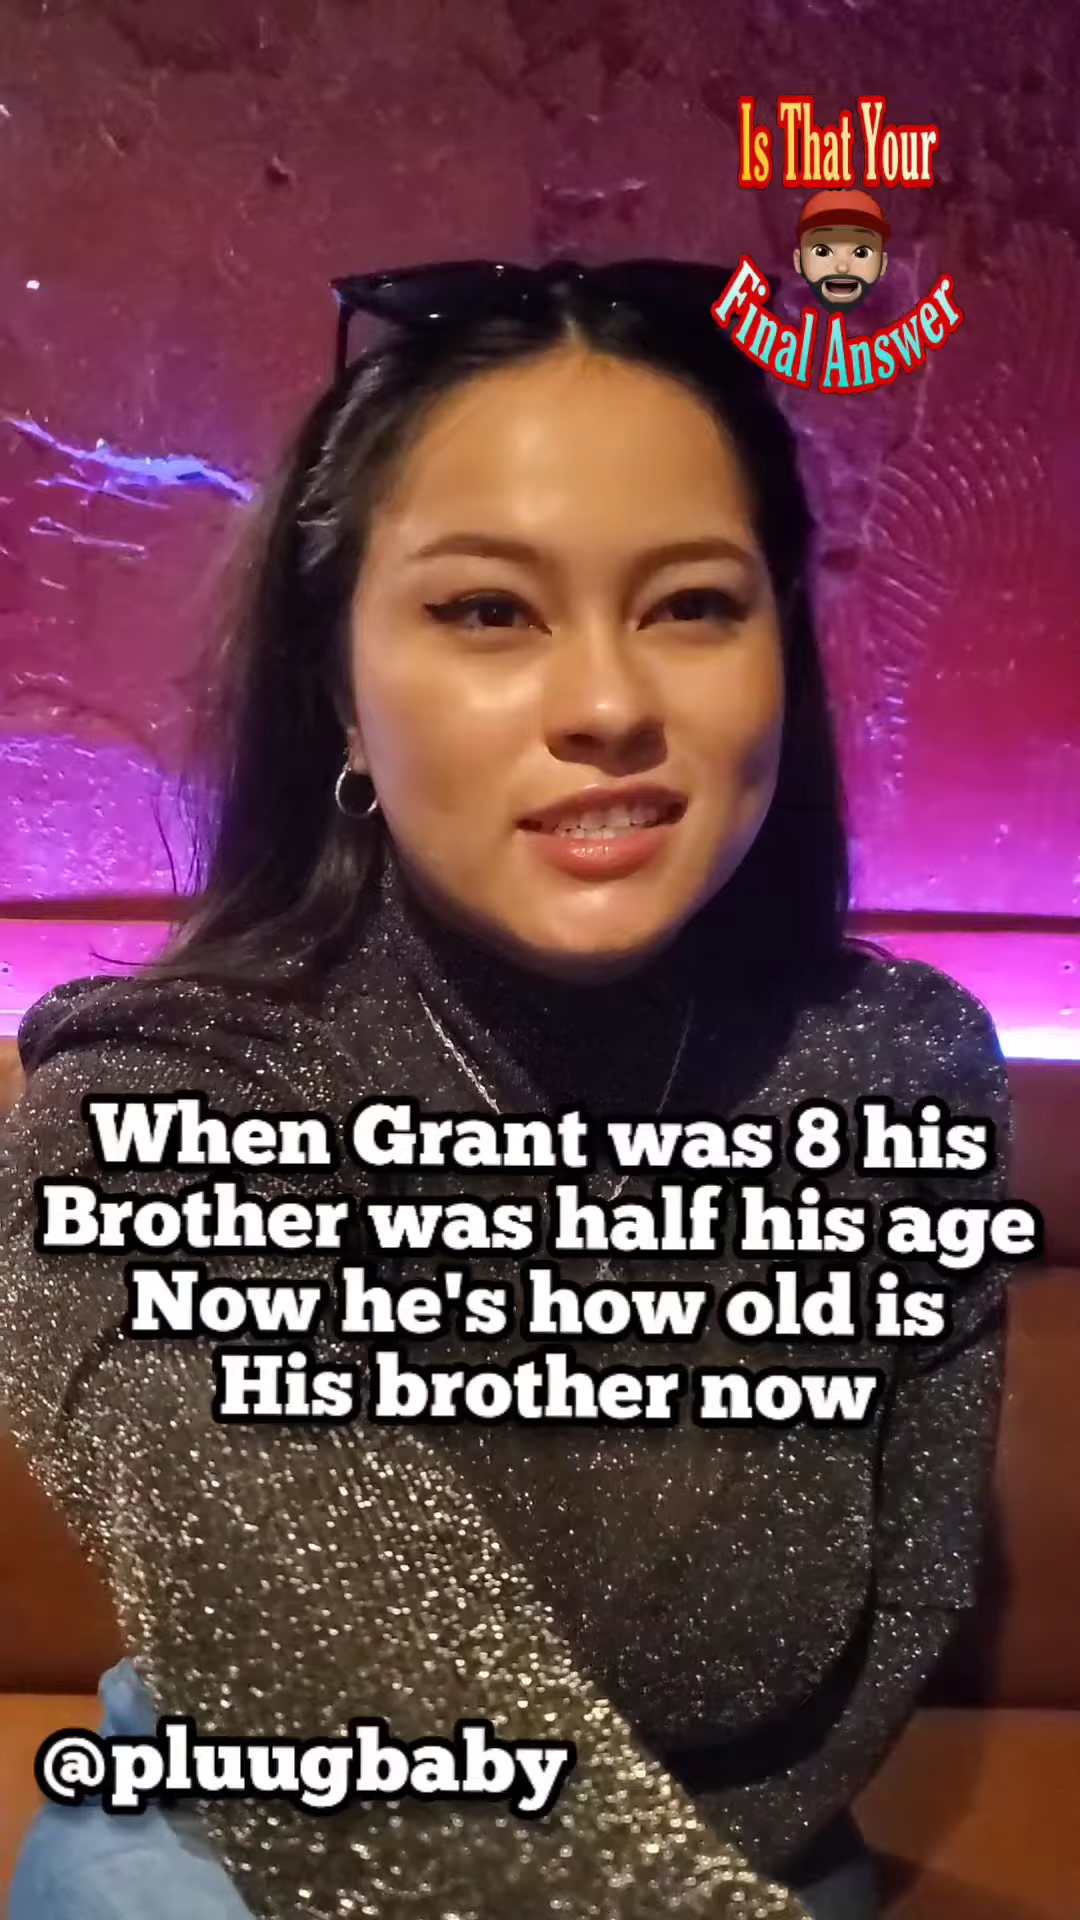 Is That Your
Final Answer
When Grant was 8 his
Brother was half his age
Now he's how old is
His brother now
@pluugbaby